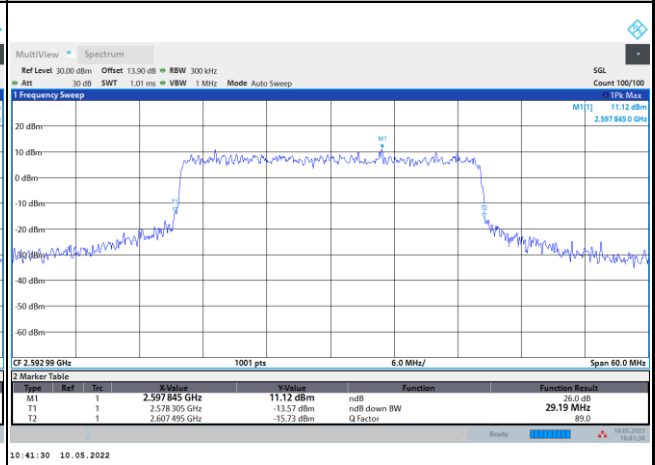 MultiView Spectrum
Ref Level 30.00 dBm Offset 13.90 dB RBW 300 kHz SGL
Att 30 dB SWT 1.01 ms VBW 1 MHz Mode Auto Sweep Count 100/100
1 Frequency Sweep 1Pk Max
M1[1] 11.12 dBm
2.597 845 0 GHz
20 dBm
M1
10 dBm
0 dBm
T1
-10 dBm
T2
-20 dBm
-30 dBm
-40 dBm
-50 dBm
-60 dBm
CF 2.592 99 GHz 1001 pts 6.0 MHz/ Span 60.0 MHz
2 Marker Table
Type Ref Trc X-Value Y-Value Function Function Result
M1 1 2.597 845 GHz 11.12 dBm ndB 26.0 dB
T1 1 2.578 305 GHz -13.57 dBm ndB down BW 29.19 MHz
T2 1 2.607 495 GHz -15.73 dBm Q Factor 89.0
Ready 10.05.2022
10:41:30
10:41:30 10.05.2022